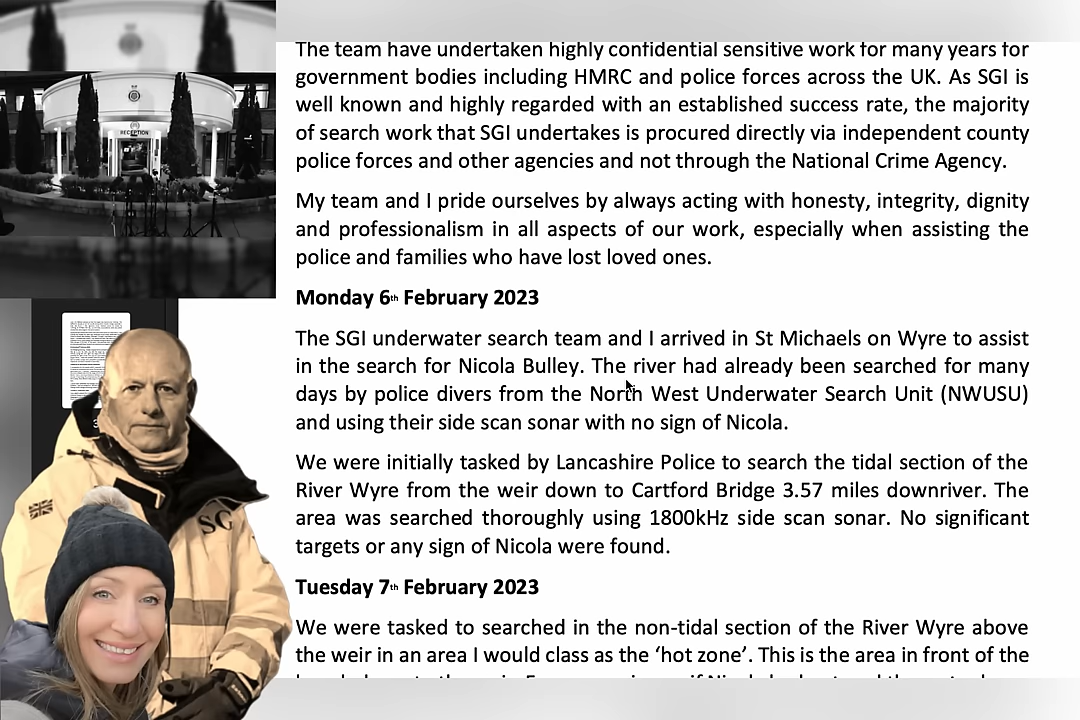 RECEPTION
The team have undertaken highly confidential sensitive work for many years for
government bodies including HMRC and police forces across the UK. As SGI is
well known and highly regarded with an established success rate, the majority
of search work that SGI undertakes is procured directly via independent county
police forces and other agencies and not through the National Crime Agency.
My team and I pride ourselves by always acting with honesty, integrity, dignity
and professionalism in all aspects of our work, especially when assisting the
police and families who have lost loved ones.
Monday 6th February 2023
The SGI underwater search team and I arrived in St Michaels on Wyre to assist
in the search for Nicola Bulley. The river had already been searched for many
days by police divers from the North West Underwater Search Unit (NWUSU)
and using their side scan sonar with no sign of Nicola.
We were initially tasked by Lancashire Police to search the tidal section of the
River Wyre from the weir down to Cartford Bridge 3.57 miles downriver. The
area was searched thoroughly using 1800kHz side scan sonar. No significant
targets or any sign of Nicola were found.
Tuesday 7th February 2023
We were tasked to searched in the non-tidal section of the River Wyre above
the weir in an area I would class as the ‘hot zone’. This is the area in front of the
SG